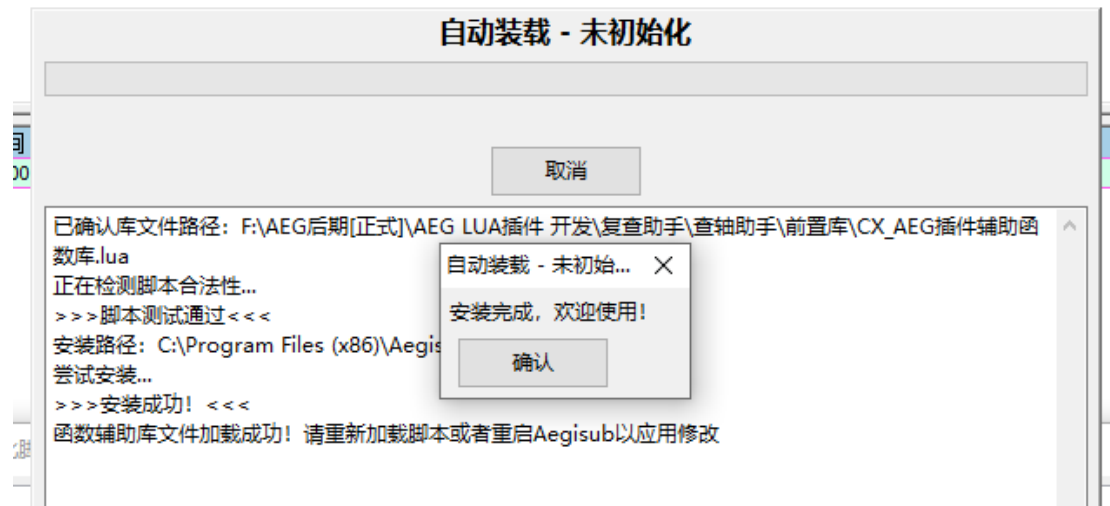 自动装载 - 未初始化
间
00
取消
已确认库文件路径：F:\AEG后期[正式]\AEG LUA插件 开发\复查助手\查轴助手\前置库\CX_AEG插件辅助函
数库.lua
正在检测脚本合法性...
>>>脚本测试通过<<<
安装路径：C:\Program Files (x86)\Aegis
尝试安装...
>>>安装成功！<<<
函数辅助库文件加载成功！请重新加载脚本或者重启Aegisub以应用修改
自动装载 - 未初始...
安装完成，欢迎使用！
确认